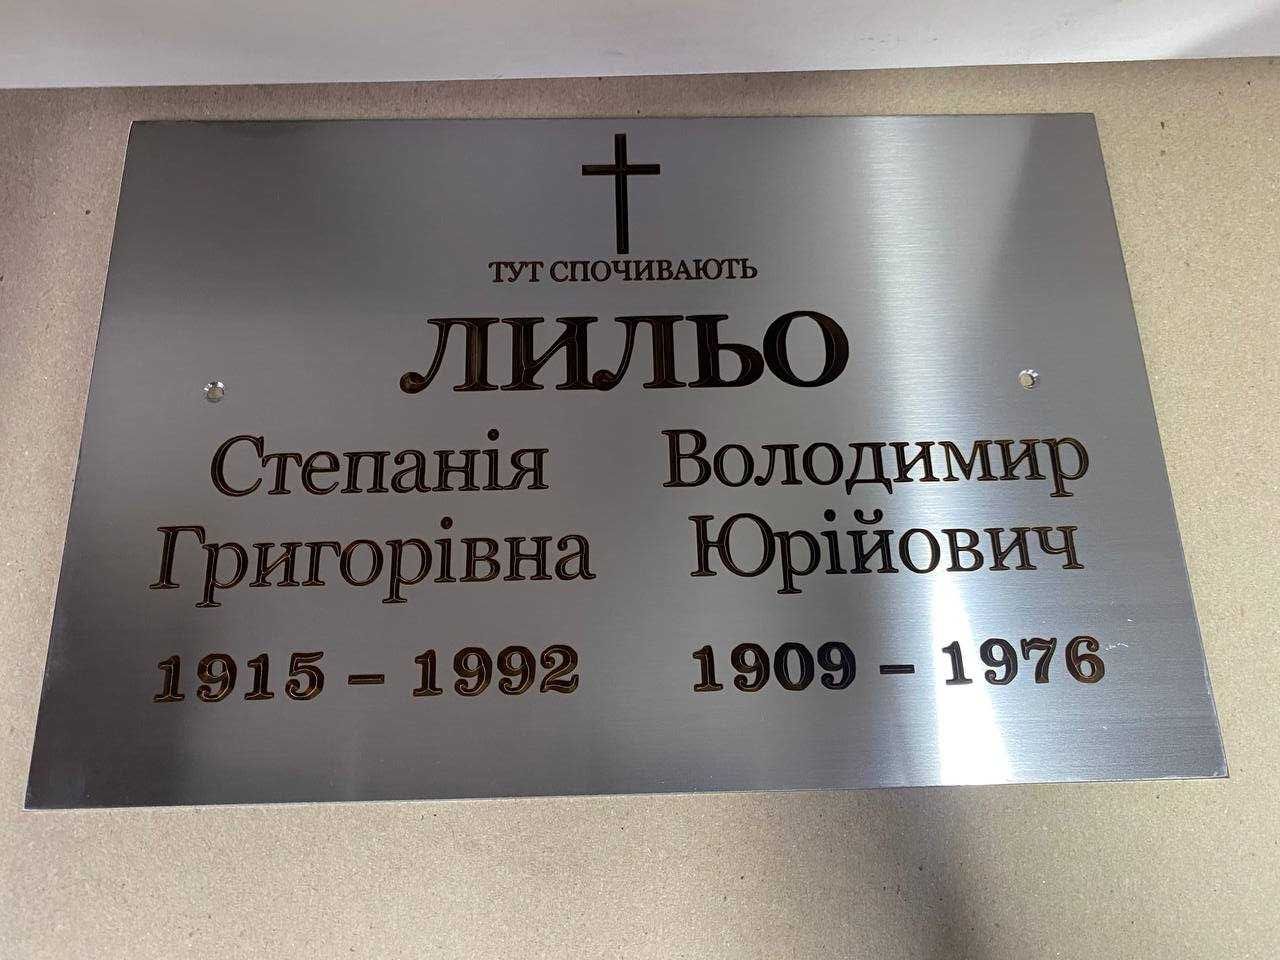 ТУТ СПОЧИВАЮТЬ
ЛИЛЬО
Степанія
Григорівна
1915 – 1992
Володимир
Юрійович
1909 – 1976